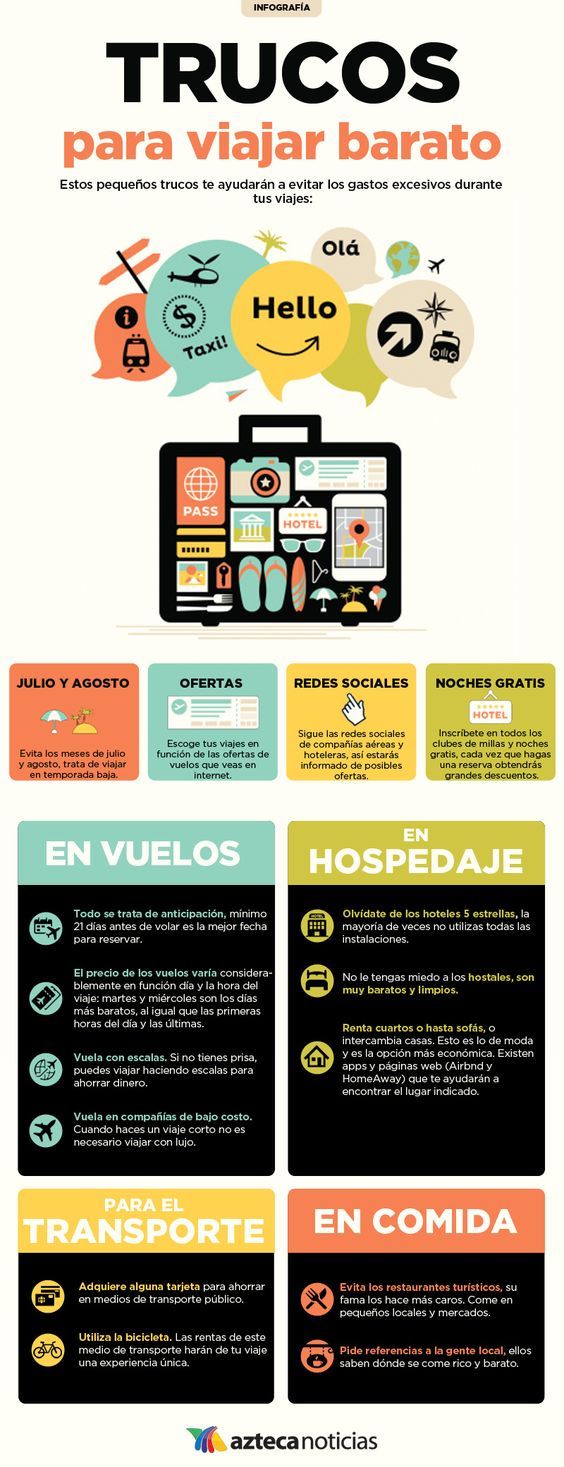 INFOGRAFÍA
TRUCOS
para viajar barato
Estos pequeños trucos te ayudarán a evitar los gastos excesivos durante
tus viajes:
Olá
Hello
Taxi!
PASS
HOTEL
JULIO Y AGOSTO
Evita los meses de julio
y agosto, trata de viajar
en temporada baja.
OFERTAS
Escoge tus viajes en
función de las ofertas de
vuelos que veas en
internet.
REDES SOCIALES
Sigue las redes sociales
de compañías aéreas y
hoteleras, así estarás
informado de posibles
ofertas.
NOCHES GRATIS
HOTEL
Inscríbete en todos los
clubes de millas y noches
gratis, cada vez que hagas
una reserva obtendrás
grandes descuentos.
EN VUELOS
Todo se trata de anticipación, mínimo
21 días antes de volar es la mejor fecha
para reservar.
El precio de los vuelos varía considera-
blemente en función día y la hora del
viaje: martes y miércoles son los días
más baratos, al igual que las primeras
horas del día y las últimas.
Vuela con escalas. Si no tienes prisa,
puedes viajar haciendo escalas para
ahorrar dinero.
Vuela en compañías de bajo costo.
Cuando haces un viaje corto no es
necesario viajar con lujo.
EN
HOSPEDAJE
Olvídate de los hoteles 5 estrellas, la
mayoría de veces no utilizas todas las
instalaciones.
No le tengas miedo a los hostales, son
muy baratos y limpios.
Renta cuartos o hasta sofás, o
intercambia casas. Esto es lo de moda
y es la opción más económica. Existen
apps y páginas web (Airbnd y
HomeAway) que te ayudarán a
encontrar el lugar indicado.
PARA EL
TRANSPORTE
Adquiere alguna tarjeta para ahorrar
en medios de transporte público.
Utiliza la bicicleta. Las rentas de este
medio de transporte harán de tu viaje
una experiencia única.
EN COMIDA
Evita los restaurantes turísticos, su
fama los hace más caros. Come en
pequeños locales y mercados.
Pide referencias a la gente local, ellos
saben dónde se come rico y barato.
aztecanoticias